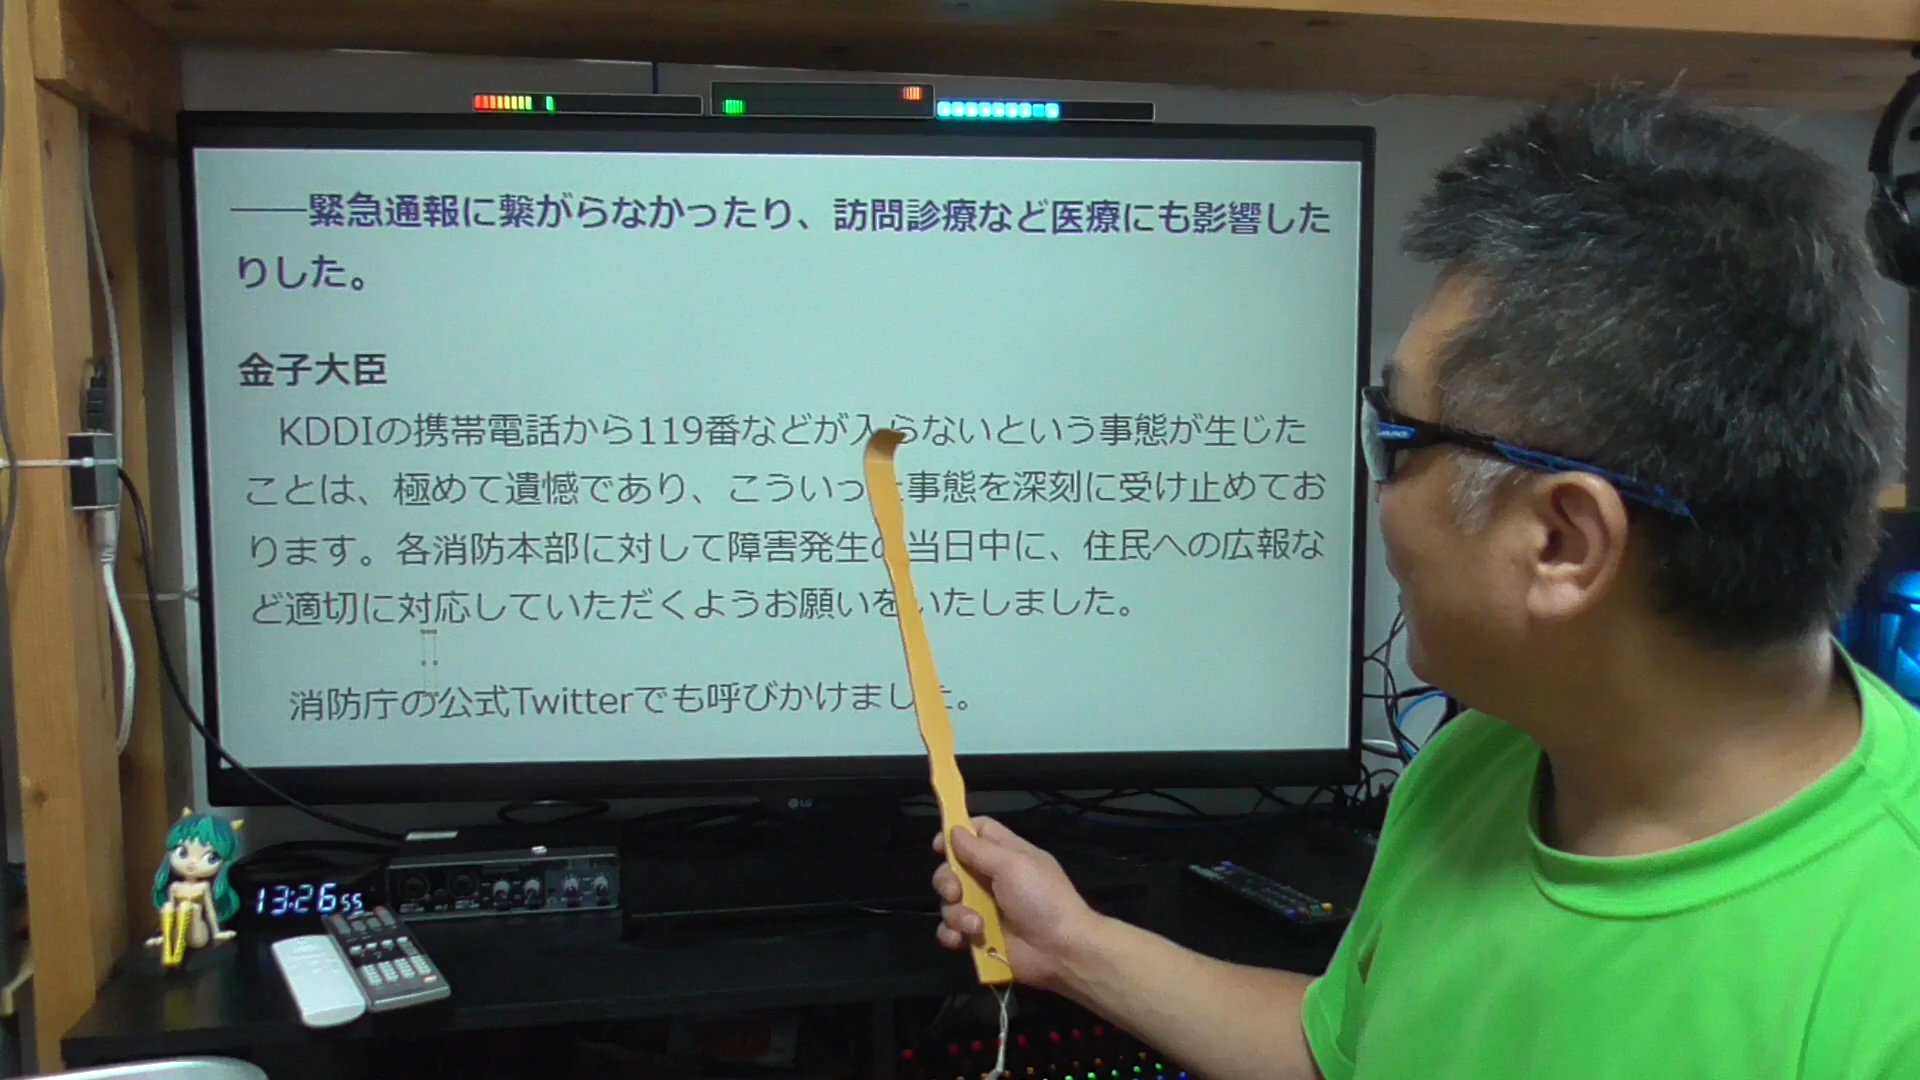 ――緊急通報に繋がらなかったり、訪問診療など医療にも影響した
りした。
金子大臣
KDDIの携帯電話から119番などが入らないという事態が生じた
ことは、極めて遺憾であり、こういっ事態を深刻に受け止めてお
ります。各消防本部に対して障害発生の当日中に、住民への広報な
ど適切に対応していただくようお願いをいたしました。
消防庁の公式Twitterでも呼びかけました。
LG
13:26 55